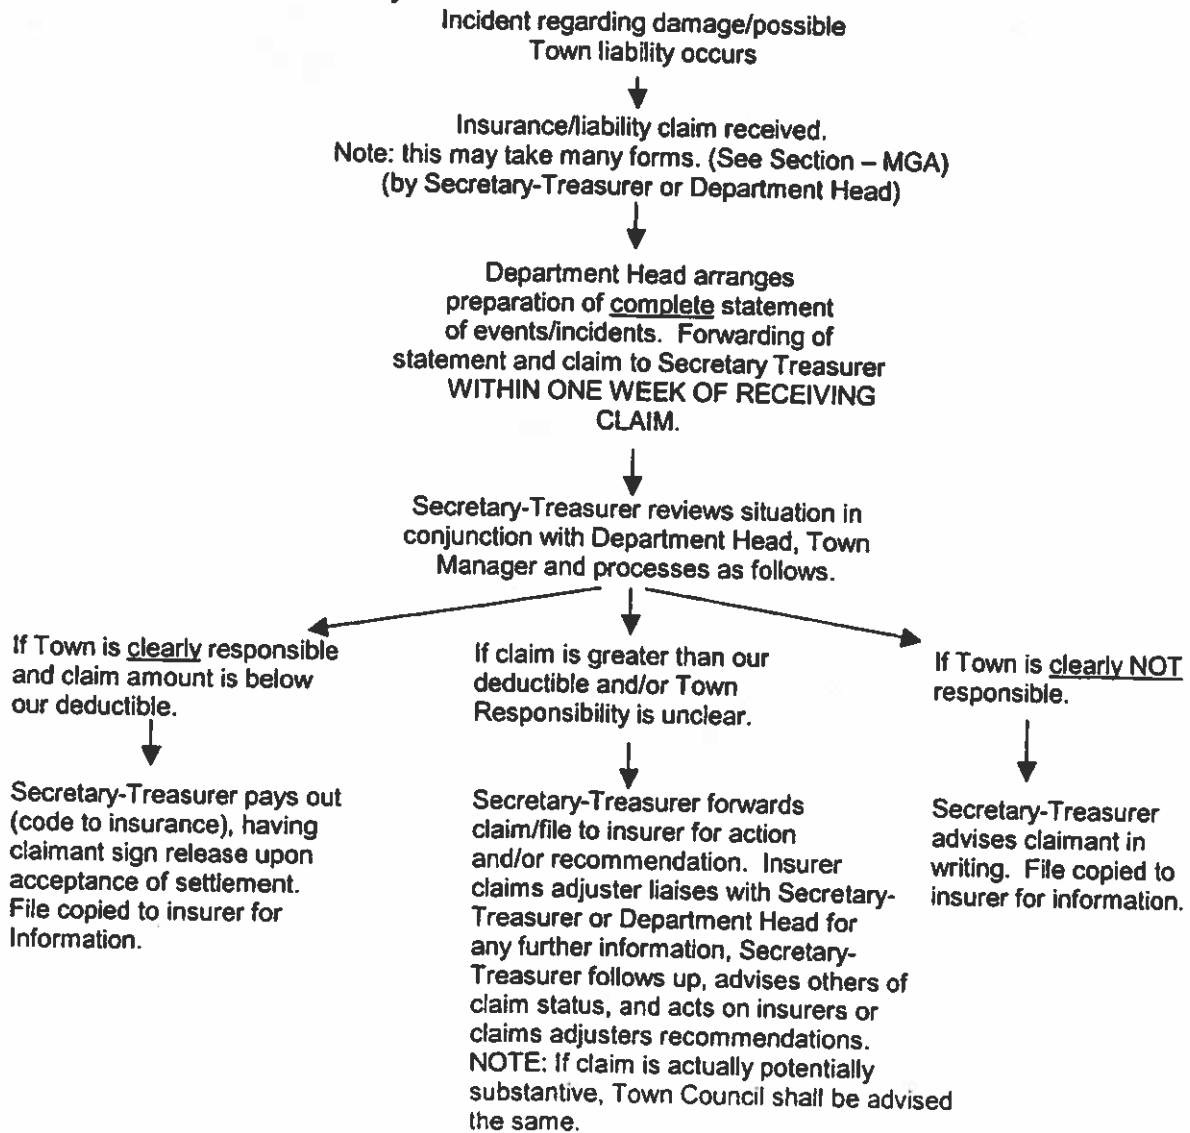 Incident regarding damage/possible
Town liability occurs
Insurance/liability claim received.
Note: this may take many forms. (See Section – MGA)
(by Secretary-Treasurer or Department Head)
Department Head arranges
preparation of complete statement
of events/incidents. Forwarding of
statement and claim to Secretary Treasurer
WITHIN ONE WEEK OF RECEIVING
CLAIM.
Secretary-Treasurer reviews situation in
conjunction with Department Head, Town
Manager and processes as follows.
If Town is clearly responsible
and claim amount is below
our deductible.
Secretary-Treasurer pays out
(code to insurance), having
claimant sign release upon
acceptance of settlement.
File copied to insurer for
Information.
If claim is greater than our
deductible and/or Town
Responsibility is unclear.
Secretary-Treasurer forwards
claim/file to insurer for action
and/or recommendation. Insurer
claims adjuster liaises with Secretary-
Treasurer or Department Head for
any further information, Secretary-
Treasurer follows up, advises others of
claim status, and acts on insurers or
claims adjusters recommendations.
NOTE: If claim is actually potentially
substantive, Town Council shall be advised
the same.
If Town is clearly NOT
responsible.
Secretary-Treasurer
advises claimant in
writing. File copied to
insurer for information.